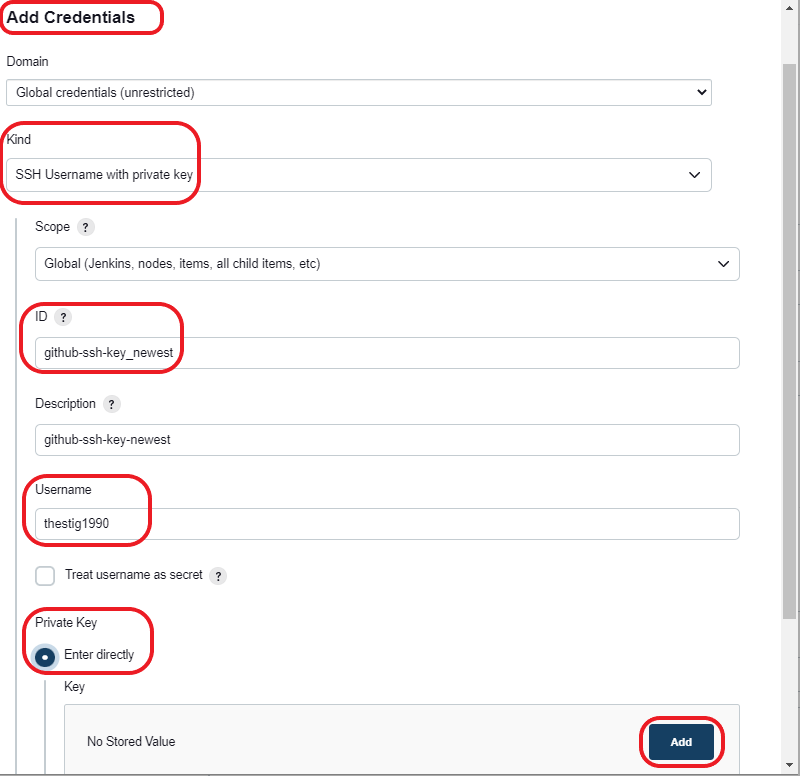 Add Credentials
Domain
Global credentials (unrestricted)
Kind
SSH Username with private key
Scope ?
Global (Jenkins, nodes, items, all child items, etc)
ID ?
github-ssh-key_newest
Description ?
github-ssh-key-newest
Username
thestig1990
Treat username as secret ?
Private Key
Enter directly
Key
No Stored Value
Add